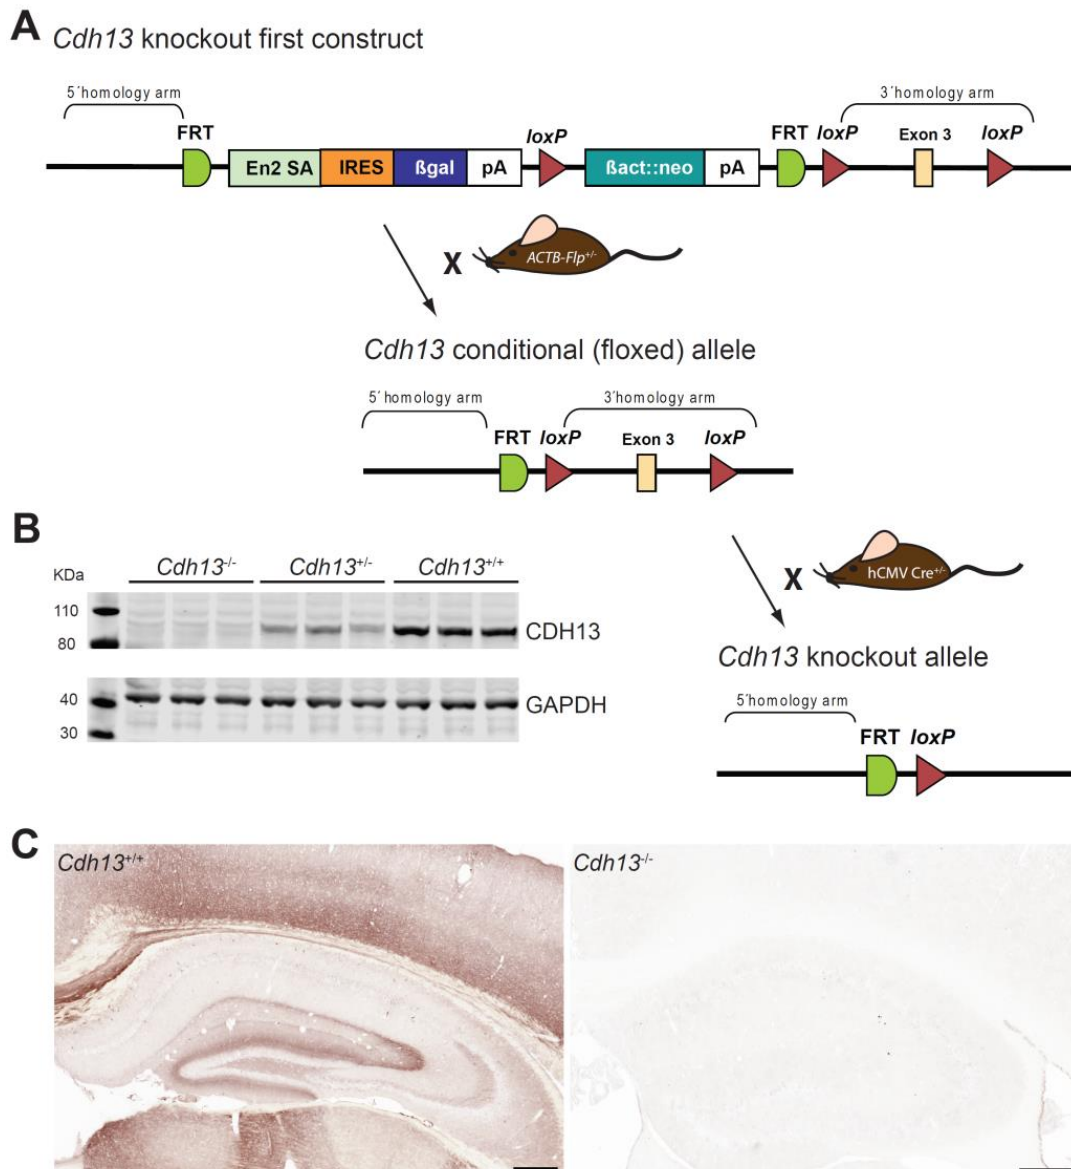 A
Cdh13 knockout first construct
5´homology arm
3´homology arm
FRT
loxP
FRT
loxP
Exon 3
loxP
En2 SA
IRES
ßgal
pA
ßact::neo
pA
X
ACTB-Flp+/-
Cdh13 conditional (floxed) allele
5´homology arm
3´homology arm
FRT
loxP
Exon 3
loxP
B
Cdh13-/-
Cdh13+/-
Cdh13+/+
KDa
110
80
CDH13
40
30
GAPDH
X
hCMV Cre+/-
Cdh13 knockout allele
5´homology arm
FRT
loxP
C
Cdh13+/+
Cdh13-/-